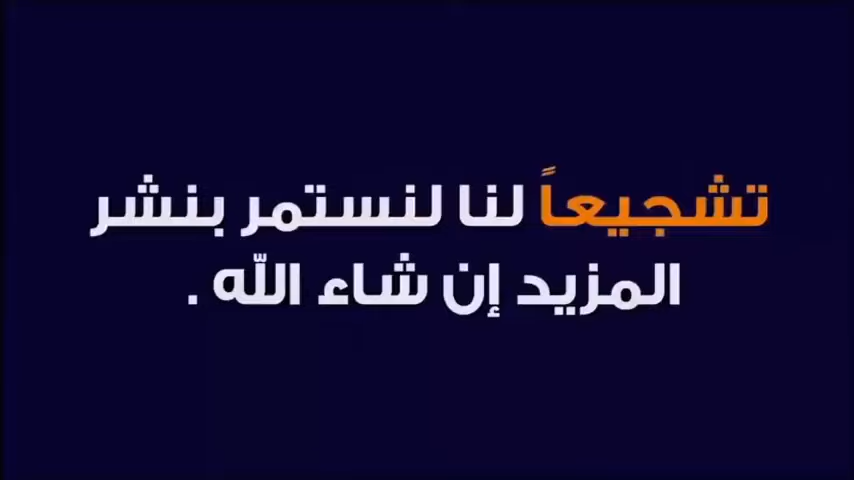 تشجيعاً لنا لنستمر بنشر
المزيد إن شاء الله .